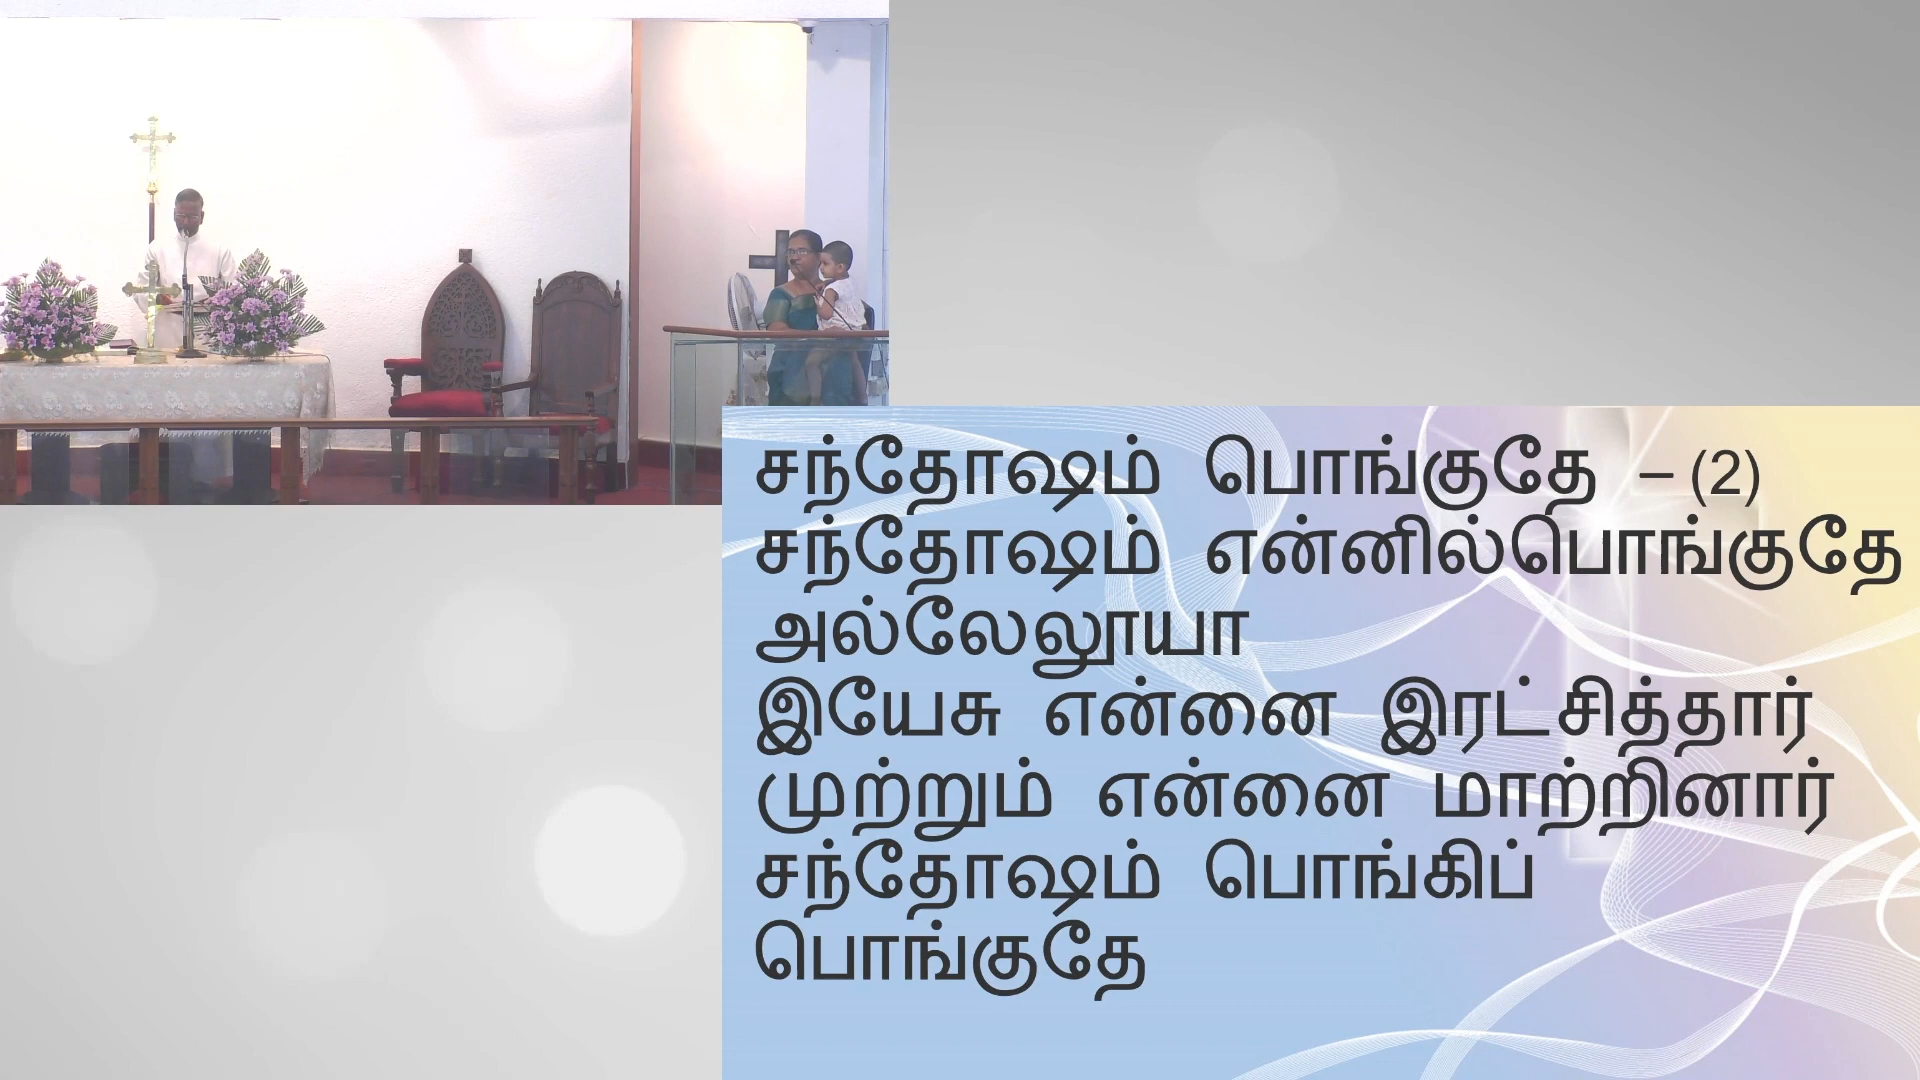 சந்தோஷம் பொங்குதே – (2)
சந்தோஷம் என்னில்பொங்குதே
அல்லேலூயா
இயேசு என்னை இரட்சித்தார்
முற்றும் என்னை மாற்றினார்
சந்தோஷம் பொங்கிப்
பொங்குதே